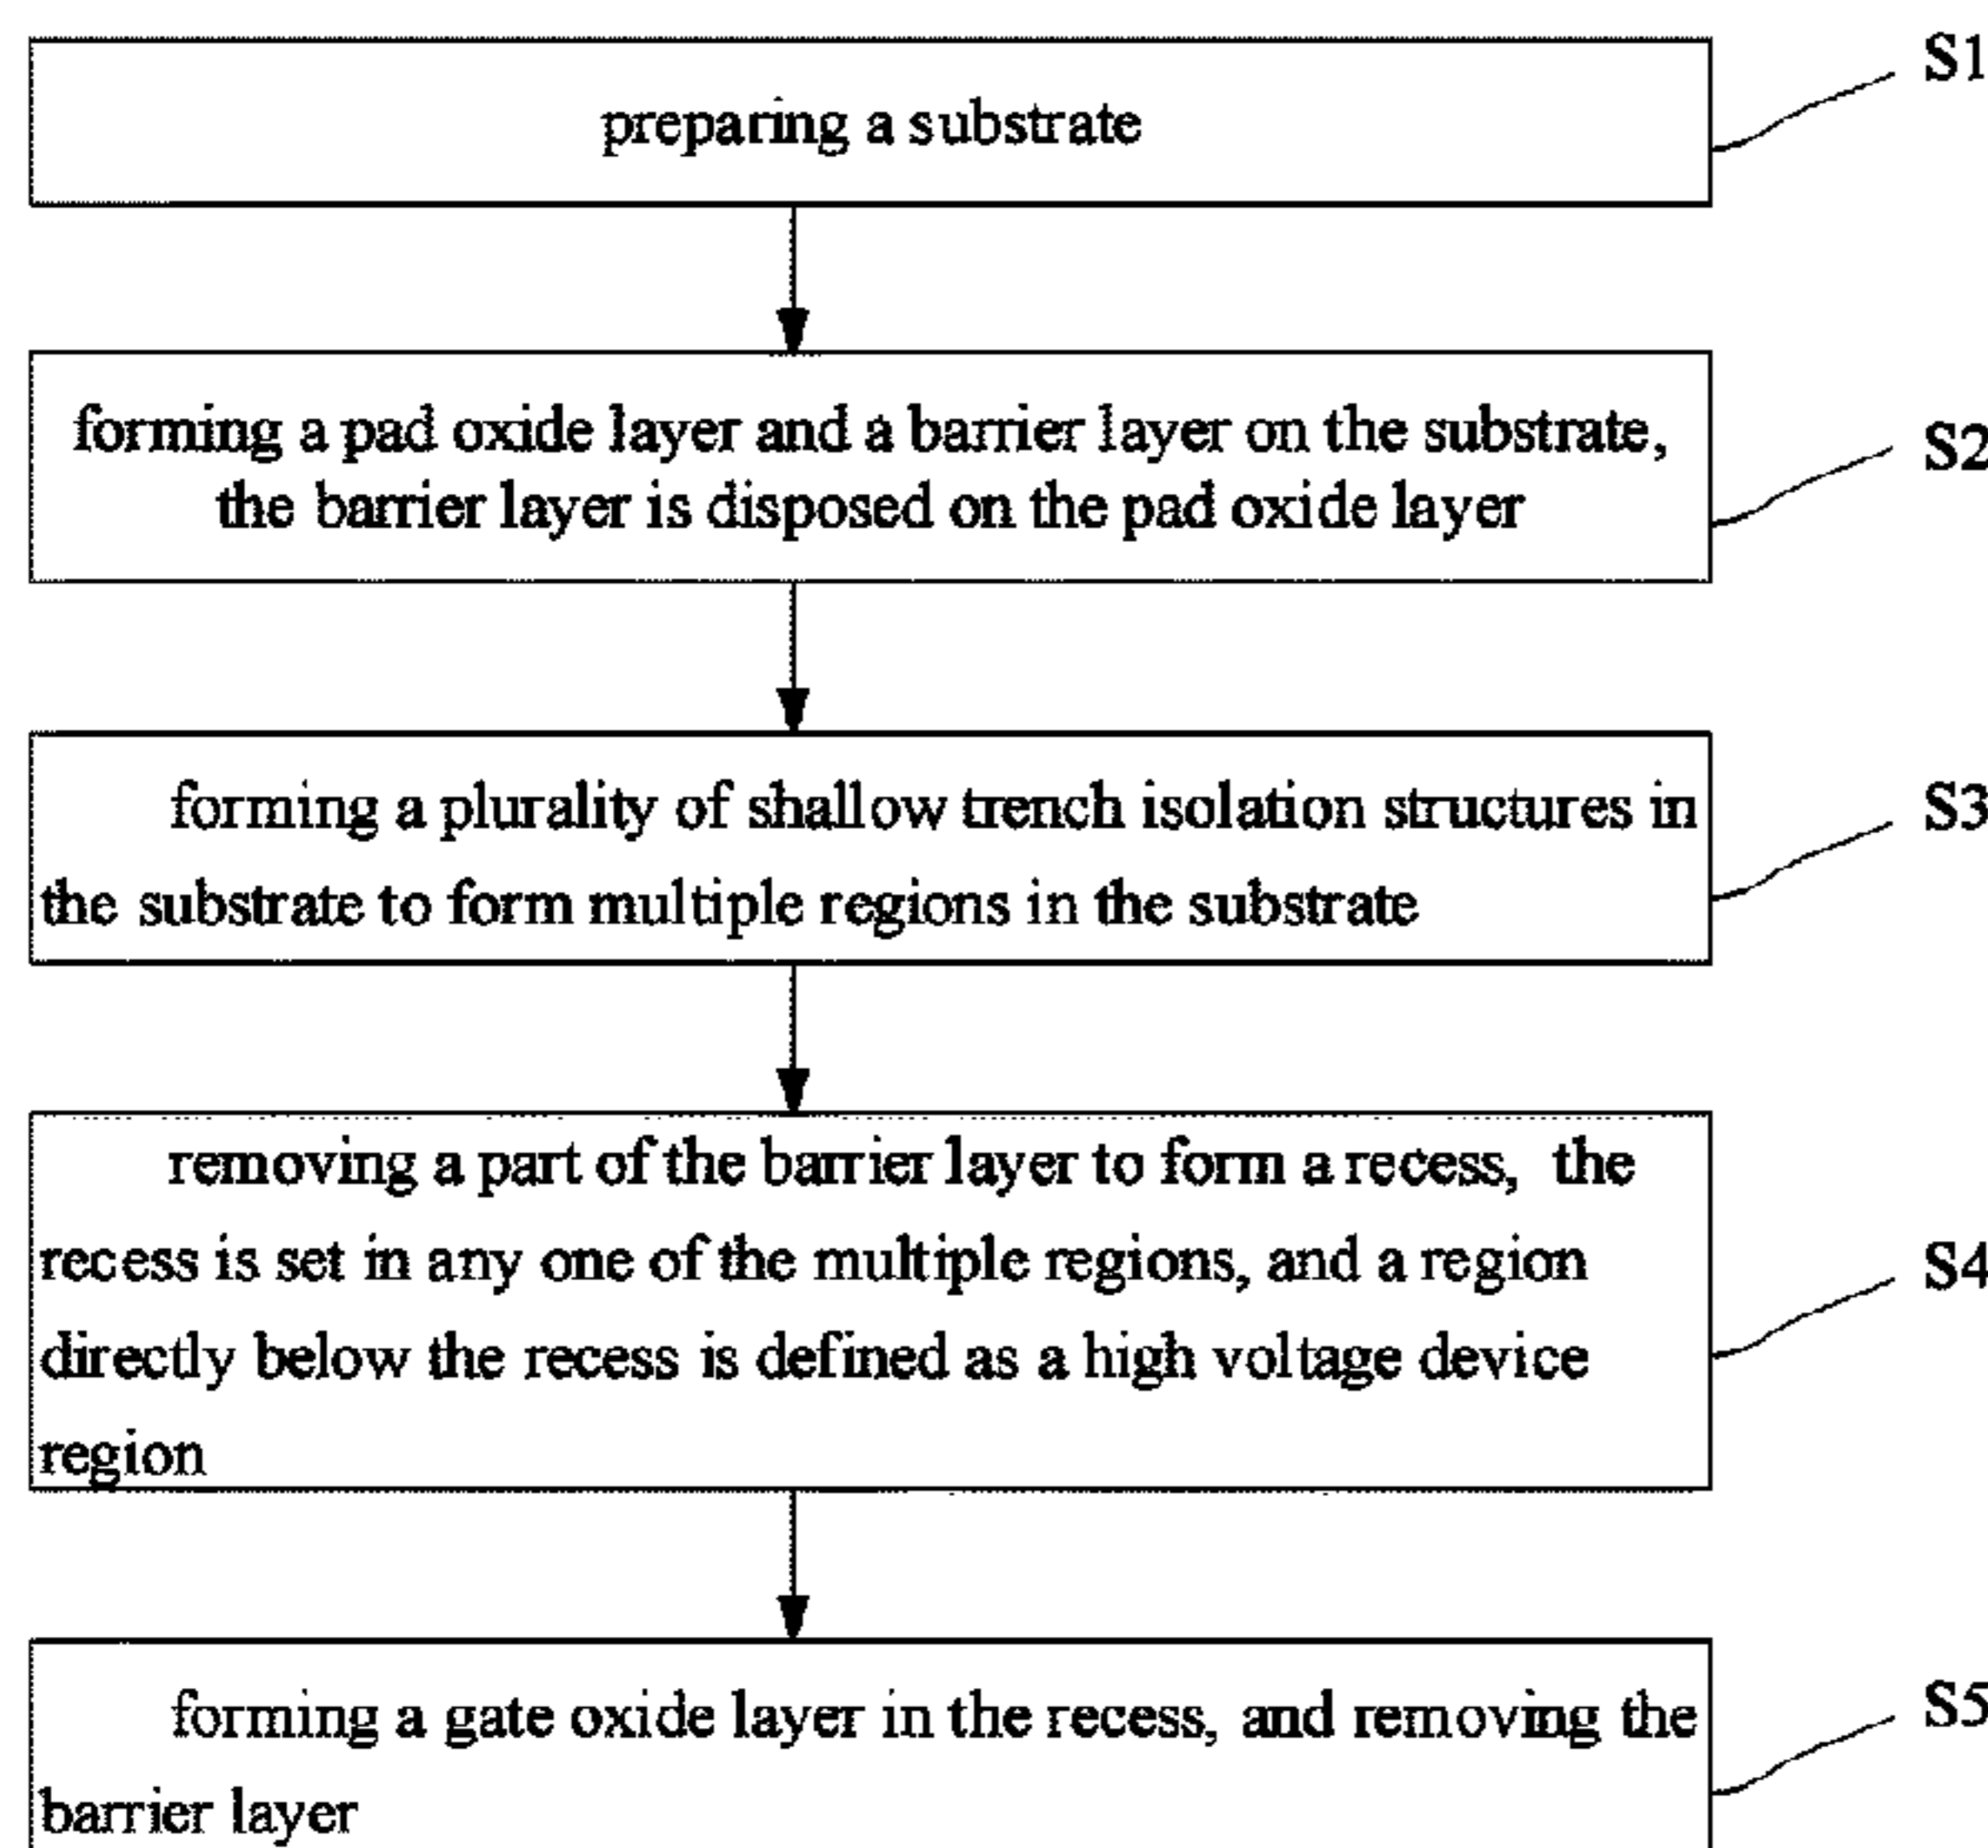 preparing a substrate
S1
forming a pad oxide layer and a barrier layer on the substrate,
the barrier layer is disposed on the pad oxide layer
S2
forming a plurality of shallow trench isolation structures in
the substrate to form multiple regions in the substrate
S3
removing a part of the barrier layer to form a recess, the
recess is set in any one of the multiple regions, and a region
directly below the recess is defined as a high voltage device
region
S4
forming a gate oxide layer in the recess, and removing the
barrier layer
S5